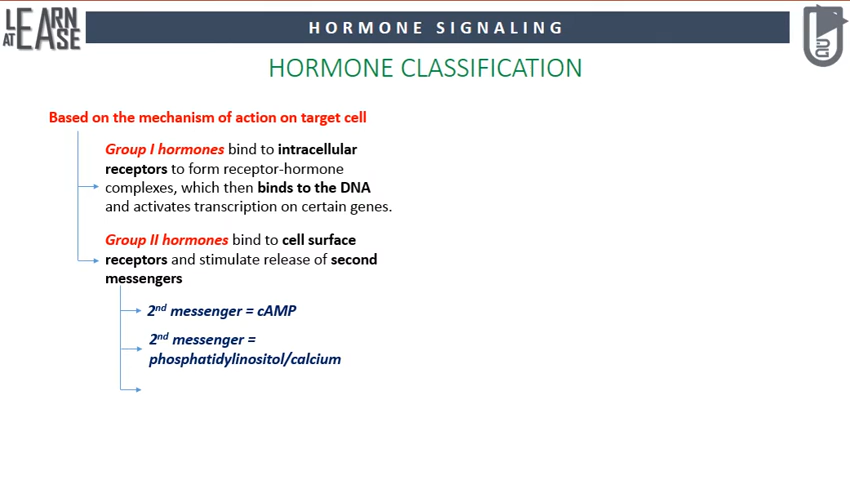 LEARN
AT EASE
HORMONE SIGNALING
HORMONE CLASSIFICATION
Based on the mechanism of action on target cell
Group I hormones bind to intracellular
receptors to form receptor-hormone
complexes, which then binds to the DNA
and activates transcription on certain genes.
Group II hormones bind to cell surface
receptors and stimulate release of second
messengers
2nd messenger = cAMP
2nd messenger =
phosphatidylinositol/calcium